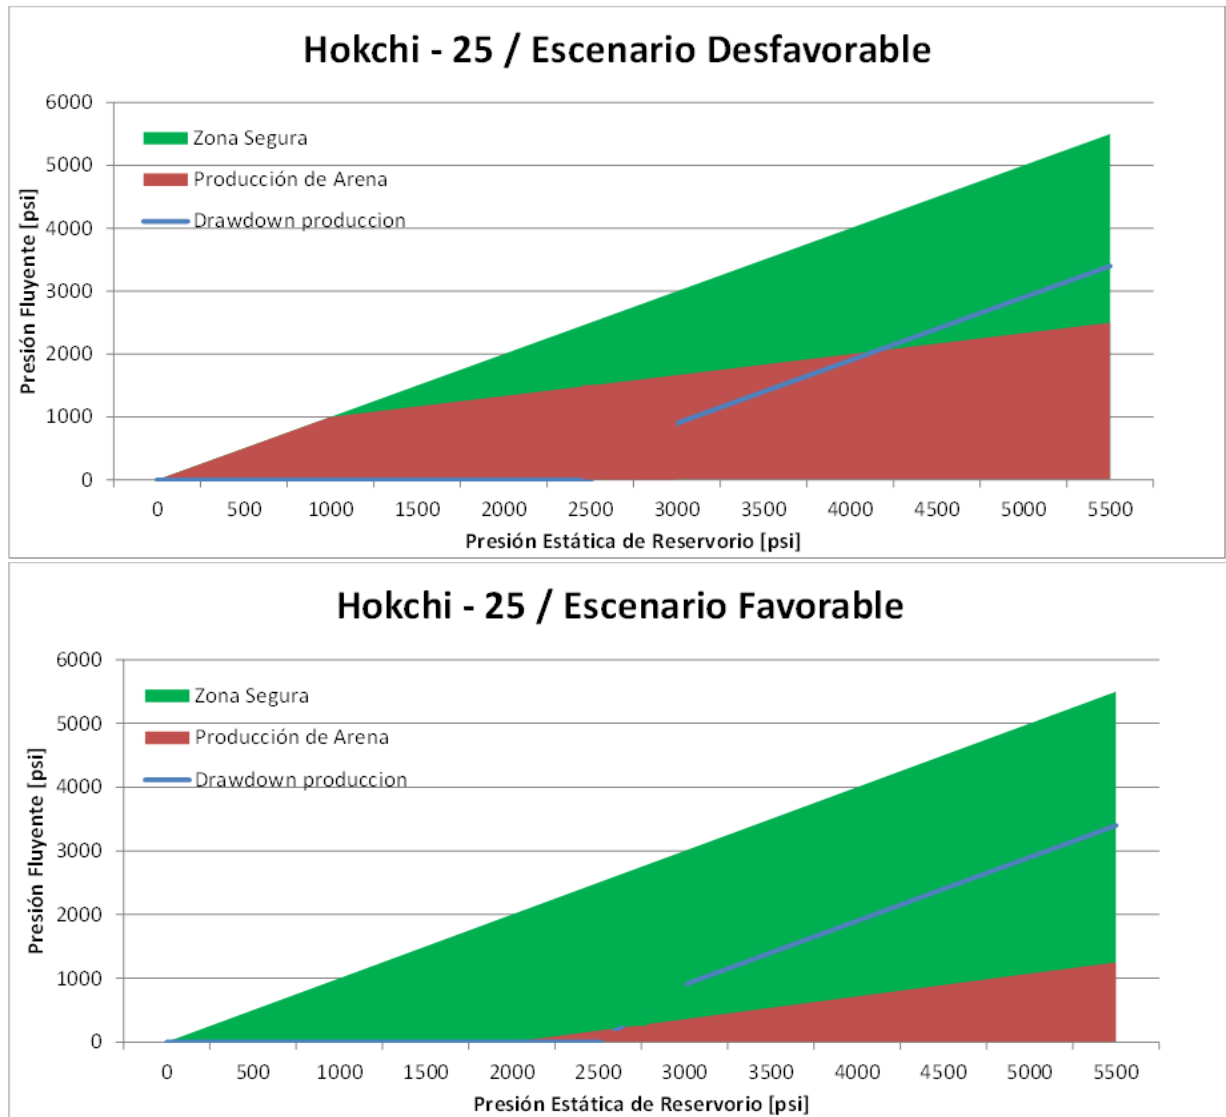 Hokchi - 25 / Escenario Desfavorable
6000
5000
4000
3000
2000
1000
0
Presión Fluyente [psi]
Zona Segura
Producción de Arena
Drawdown produccion
0 500 1000 1500 2000 2500 3000 3500 4000 4500 5000 5500
Presión Estática de Reservorio [psi]
Hokchi - 25 / Escenario Favorable
6000
5000
4000
3000
2000
1000
0
Presión Fluyente [psi]
Zona Segura
Producción de Arena
Drawdown produccion
0 500 1000 1500 2000 2500 3000 3500 4000 4500 5000 5500
Presión Estática de Reservorio [psi]